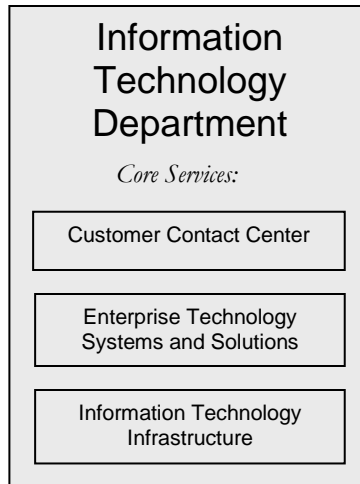 Information
Technology
Department
Core Services:
Customer Contact Center
Enterprise Technology
Systems and Solutions
Information Technology
Infrastructure